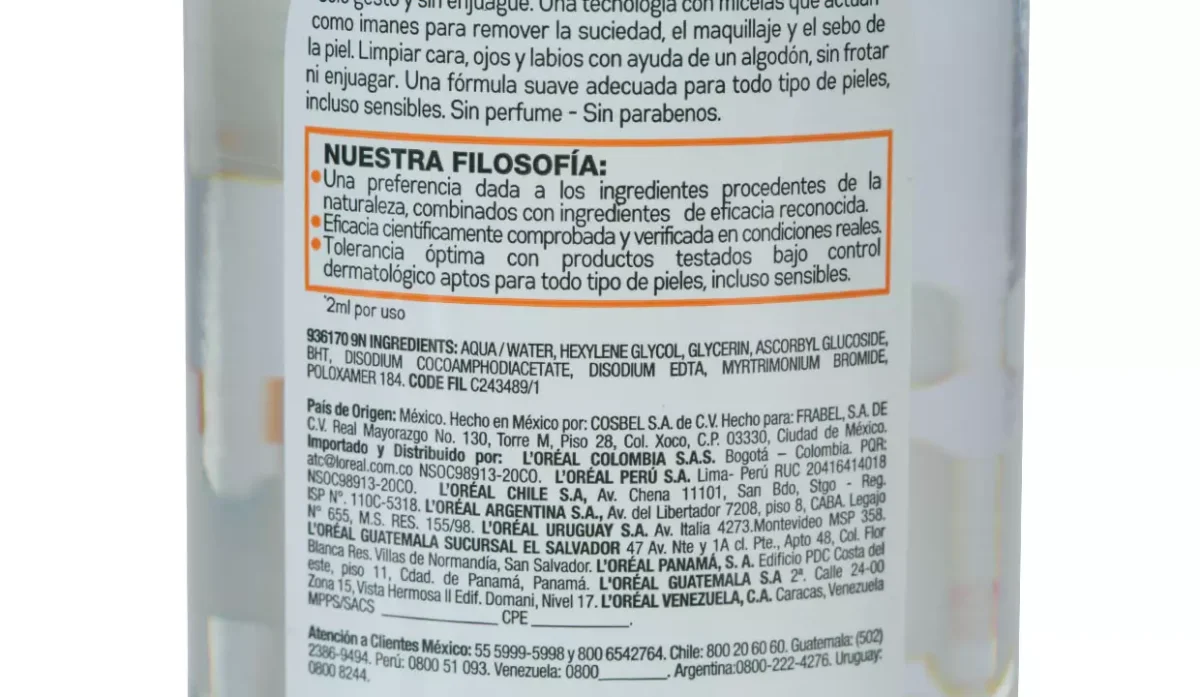 solo gesto y sin enjuague. Una tecnología con micelas que actúan
como imanes para remover la suciedad, el maquillaje y el sebo de
la piel. Limpiar cara, ojos y labios con ayuda de un algodón, sin frotar
ni enjuagar. Una fórmula suave adecuada para todo tipo de pieles,
incluso sensibles. Sin perfume - Sin parabenos.
NUESTRA FILOSOFÍA:
•Una preferencia dada a los ingredientes procedentes de la
naturaleza, combinados con ingredientes de eficacia reconocida.
•Eficacia científicamente comprobada y verificada en condiciones reales.
•Tolerancia óptima con productos testados bajo control
dermatológico aptos para todo tipo de pieles, incluso sensibles.
*2ml por uso
936170 9N INGREDIENTS: AQUA / WATER, HEXYLENE GLYCOL, GLYCERIN, ASCORBYL GLUCOSIDE,
BHT, DISODIUM COCOAMPHODIACETATE, DISODIUM EDTA, MYRTRIMONIUM BROMIDE,
POLOXAMER 184. CODE FIL C243489/1
País de Origen: México. Hecho en México por: COSBEL S.A. de C.V. Hecho para: FRABEL, S.A. DE
C.V. Real Mayorazgo No. 130, Torre M, Piso 28, Col. Xoco, C.P. 03330, Ciudad de México.
Importado y Distribuido por: L'ORÉAL COLOMBIA S.A.S. Bogotá – Colombia. PQR:
atc@loreal.com.co NSOC98913-20CO. L'ORÉAL PERÚ S.A. Lima- Perú RUC 20416414018
NSOC98913-20CO. L'ORÉAL CHILE S.A, Av. Chena 11101, San Bdo, Stgo - Reg.
ISP N°. 110C-5318. L'ORÉAL ARGENTINA S.A., Av. del Libertador 7208, piso 8, CABA. Legajo
N° 655, M.S. RES. 155/98. L'ORÉAL URUGUAY S.A. Av. Italia 4273.Montevideo MSP 358.
L'ORÉAL GUATEMALA SUCURSAL EL SALVADOR 47 Av. Nte y 1A cl. Pte., Apto 48, Col. Flor
Blanca Res. Villas de Normandía, San Salvador. L'ORÉAL PANAMÁ, S. A. Edificio PDC Costa del
este, piso 11, Cdad. de Panamá, Panamá. L'ORÉAL GUATEMALA S.A 2ª. Calle 24-00
Zona 15, Vista Hermosa II Edif. Domani, Nivel 17. L'ORÉAL VENEZUELA, C.A. Caracas, Venezuela
MPPS/SACS ____________ CPE __________.
Atención a Clientes México: 55 5999-5998 y 800 6542764. Chile: 800 20 60 60. Guatemala: (502)
2386-9494. Perú: 0800 51 093. Venezuela: 0800________. Argentina:0800-222-4276. Uruguay:
0800 8244.